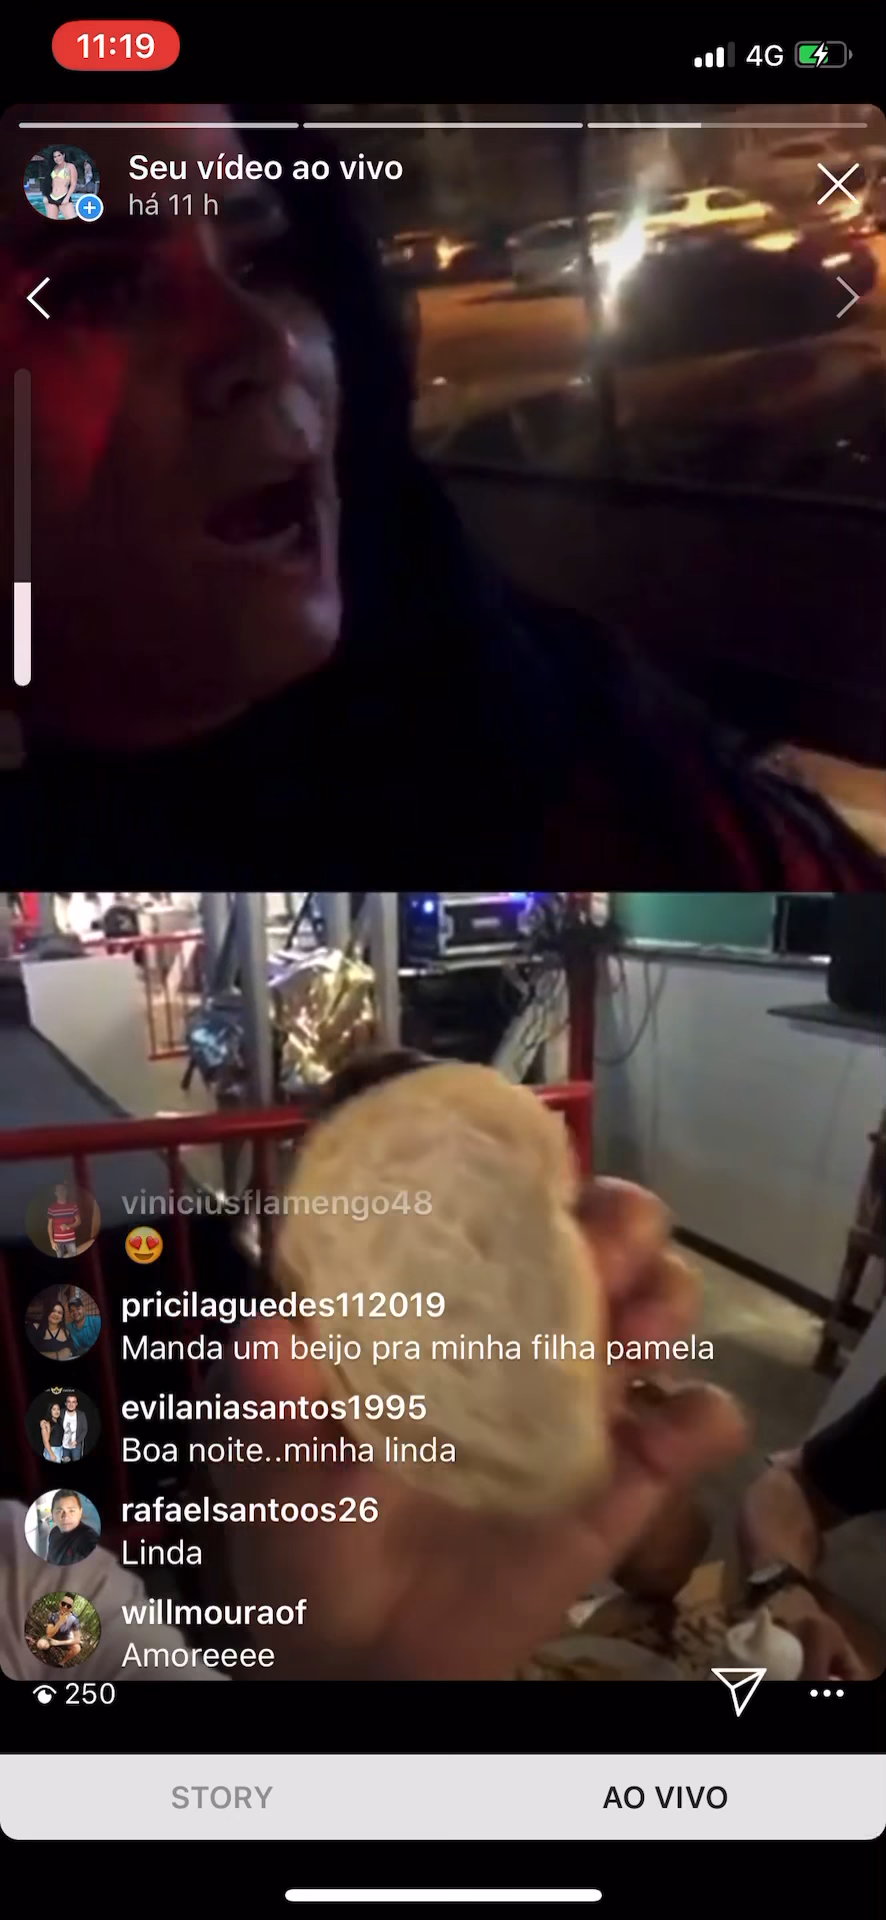 11:19
4G
Seu vídeo ao vivo
há 11 h
viniciusflamengo48
😍
pricilaguedes112019
Manda um beijo pra minha filha pamela
evilaniasantos1995
Boa noite..minha linda
rafaelsantoos26
Linda
willmouraof
Amoreeee
250
STORY
AO VIVO